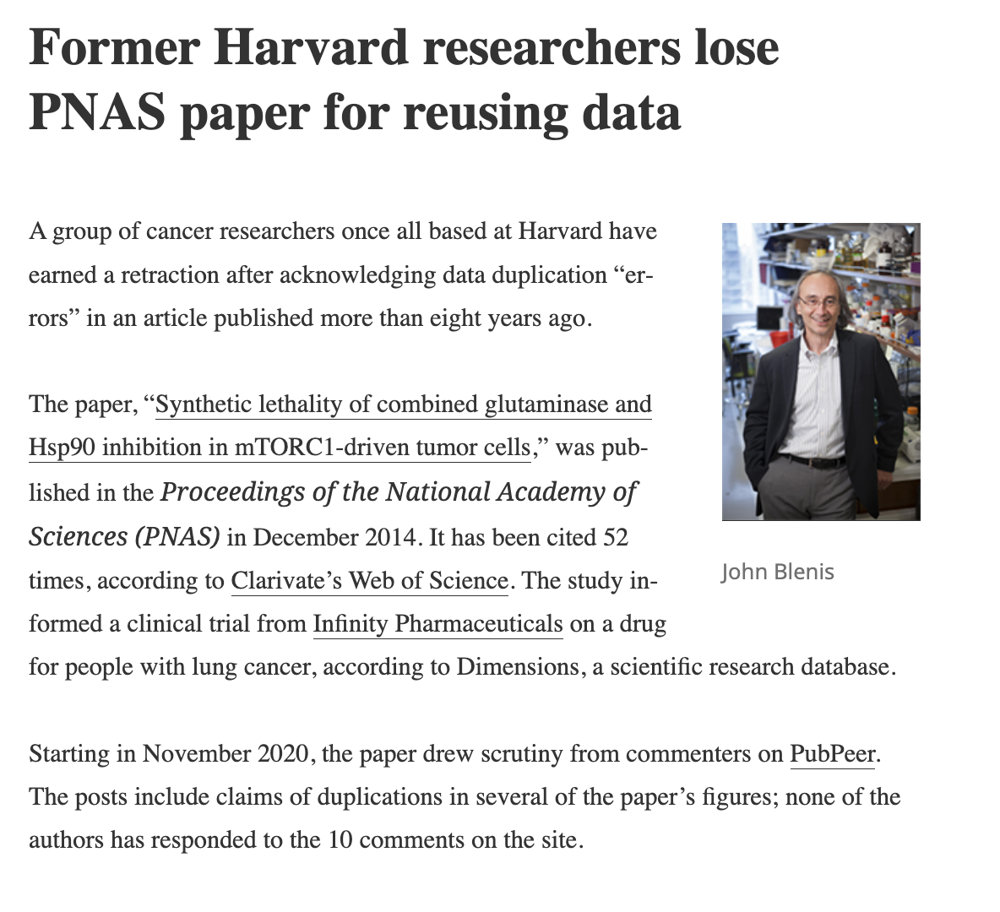 Former Harvard researchers lose
PNAS paper for reusing data
A group of cancer researchers once all based at Harvard have
earned a retraction after acknowledging data duplication “er-
rors” in an article published more than eight years ago.
The paper, “Synthetic lethality of combined glutaminase and
Hsp90 inhibition in mTORC1-driven tumor cells,” was pub-
lished in the Proceedings of the National Academy of
Sciences (PNAS) in December 2014. It has been cited 52
times, according to Clarivate’s Web of Science. The study in-
formed a clinical trial from Infinity Pharmaceuticals on a drug
for people with lung cancer, according to Dimensions, a scientific research database.
John Blenis
Starting in November 2020, the paper drew scrutiny from commenters on PubPeer.
The posts include claims of duplications in several of the paper’s figures; none of the
authors has responded to the 10 comments on the site.